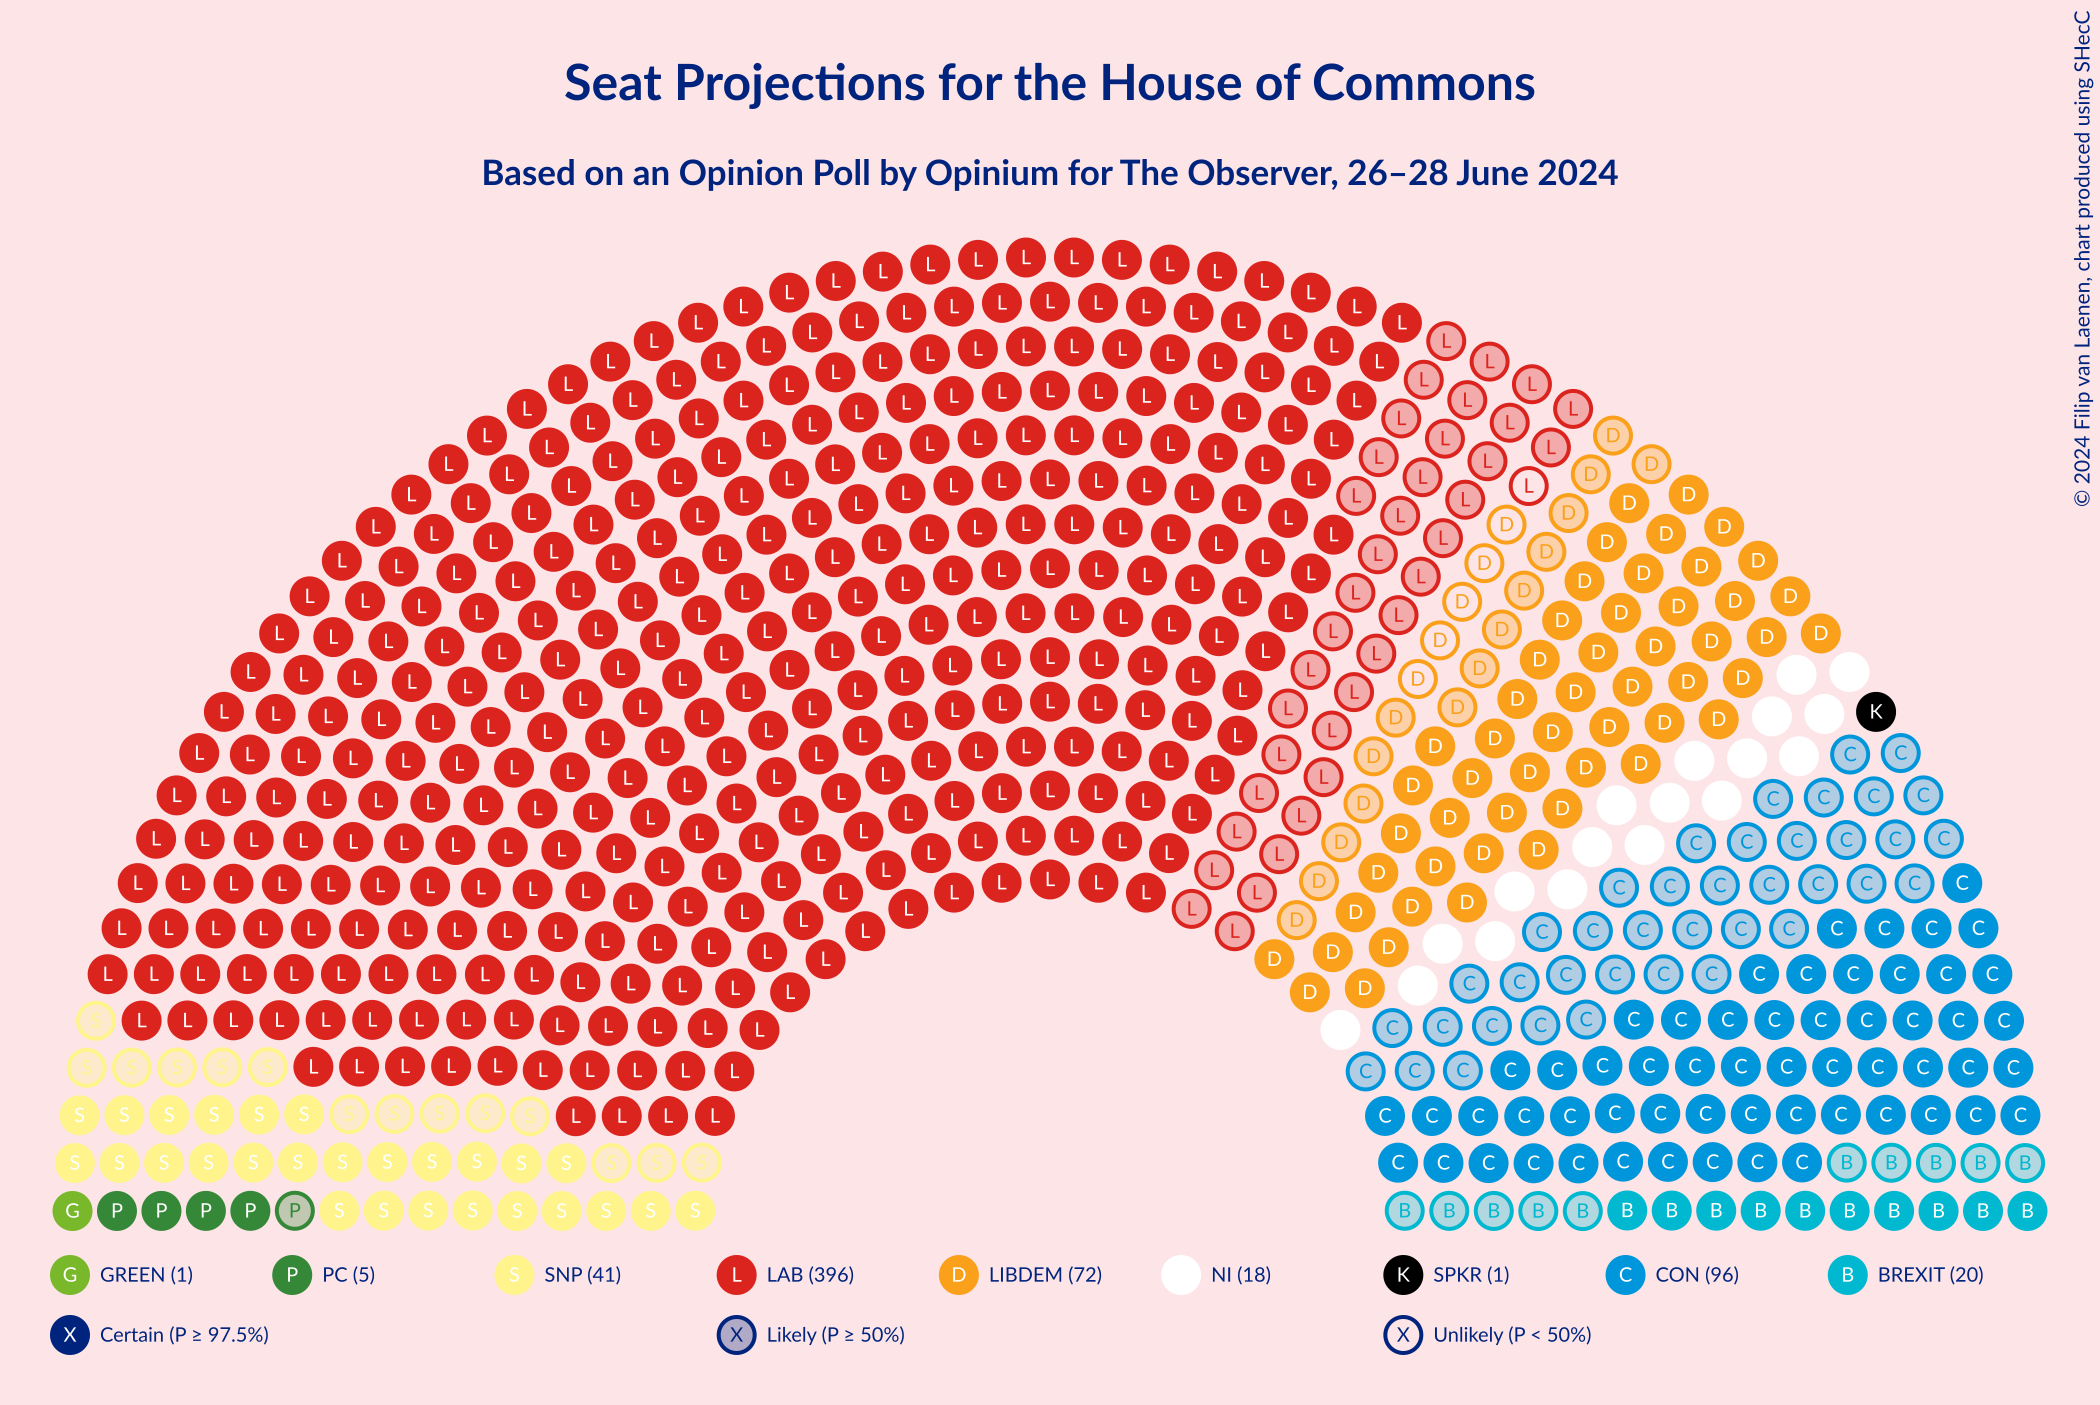 Seat Projections for the House of Commons
Based on an Opinion Poll by Opinium for The Observer, 26–28 June 2024
© 2024 Filip van Laenen, chart produced using SHecC
G GREEN (1) P PC (5) S SNP (41) L LAB (396) D LIBDEM (72) NI (18) K SPKR (1) C CON (96) B BREXIT (20)
X Certain (P ≥ 97.5%) X Likely (P ≥ 50%) X Unlikely (P < 50%)